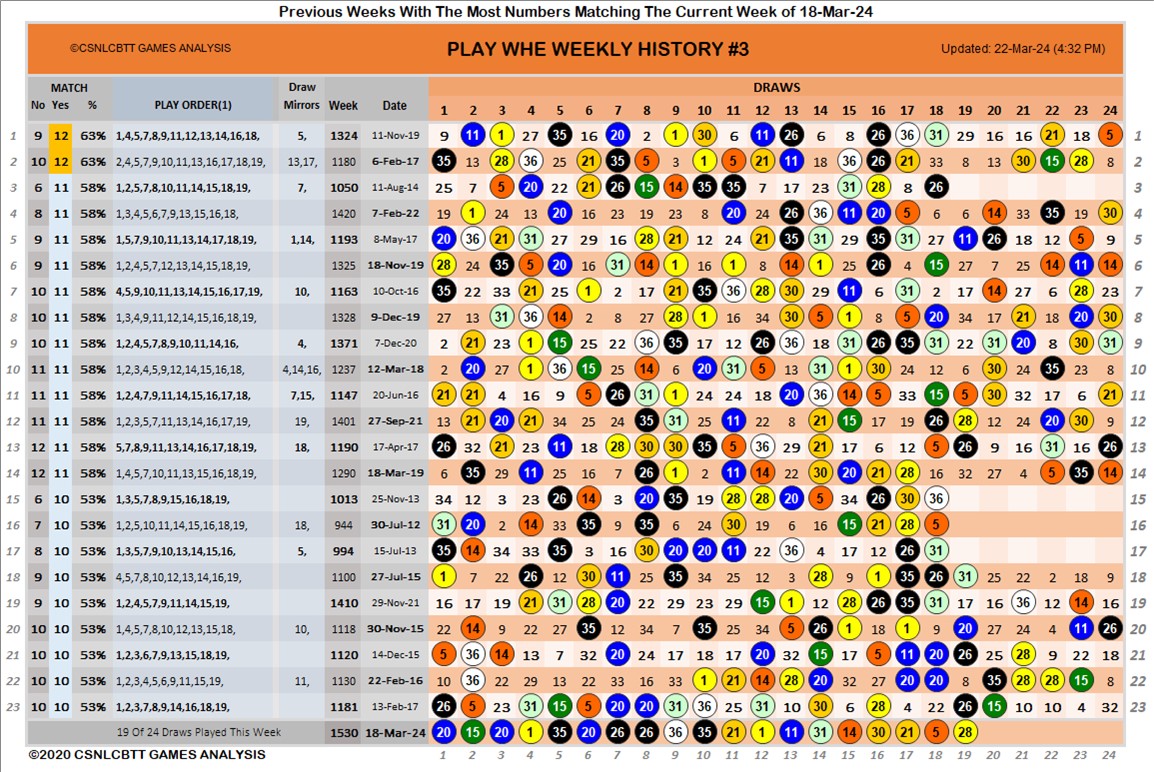 Previous Weeks With The Most Numbers Matching The Current Week of 18-Mar-24
©CSNLCBTT GAMES ANALYSIS PLAY WHE WEEKLY HISTORY #3 Updated: 22-Mar-24 (4:32 PM)
MATCH Draw DRAWS
No Yes % PLAY ORDER(1) Mirrors Week Date 1 2 3 4 5 6 7 8 9 10 11 12 13 14 15 16 17 18 19 20 21 22 23 24
1 9 12 63% 1,4,5,7,8,9,11,12,13,14,16,18, 5, 1324 11-Nov-19 9 11 1 27 35 16 20 2 1 30 6 11 26 6 8 26 36 31 29 16 22 21 18 5 1
2 10 12 63% 2,4,5,7,9,10,11,13,16,17,18,19, 13,17, 1180 6-Feb-17 35 13 28 36 25 21 35 5 3 1 5 21 11 18 36 26 21 33 8 13 30 15 28 8 2
3 6 11 58% 1,2,5,7,8,10,11,14,15,18,19, 7, 1050 11-Aug-14 25 7 5 20 22 21 26 15 14 35 35 7 17 23 31 28 8 26 3
4 8 11 58% 1,3,4,5,6,7,9,13,15,16,18, 1420 7-Feb-22 19 1 24 13 20 16 23 19 23 8 20 24 26 36 11 20 5 6 6 14 33 35 19 30 4
5 9 11 58% 1,5,7,9,10,11,13,14,17,18,19, 1,14, 1193 8-May-17 20 36 21 31 27 29 16 28 21 12 24 21 35 31 29 35 31 27 11 26 18 12 5 9 5
6 9 11 58% 1,2,4,5,7,12,13,14,15,18,19, 1325 18-Nov-19 28 24 35 5 20 16 31 14 1 16 1 8 14 1 25 26 4 15 27 7 25 14 11 14 6
7 10 11 58% 4,5,9,10,11,13,14,15,16,17,19, 10, 1163 10-Oct-16 35 22 33 21 25 1 2 17 21 35 36 28 30 29 11 6 31 2 17 14 27 6 28 23 7
8 10 11 58% 1,3,4,5,11,12,14,15,16,18,19, 1328 9-Dec-19 27 13 31 36 14 2 8 27 28 1 16 34 30 5 1 8 5 20 34 17 21 18 20 30 8
9 10 11 58% 1,2,4,5,7,8,9,10,11,14,16, 4, 1371 7-Dec-20 2 21 23 1 15 25 22 36 35 17 12 26 36 18 31 26 35 31 22 31 20 8 30 31 9
10 11 11 58% 1,2,3,4,5,9,12,14,15,16,18, 4,14,16, 1237 12-Mar-18 2 20 27 1 36 15 25 14 6 20 31 5 13 31 1 30 24 12 6 30 24 35 23 8 10
11 11 11 58% 1,2,4,7,9,11,14,15,16,18,19, 7,15, 1147 20-Jun-16 21 21 4 16 9 5 26 31 1 24 24 18 20 36 14 5 33 15 5 30 32 17 6 21 11
12 11 11 58% 1,2,3,5,7,11,13,14,16,17,19, 19, 1401 27-Sep-21 13 21 20 21 34 25 24 35 31 25 11 22 8 21 15 17 19 26 28 12 22 20 30 9 12
13 12 11 58% 5,7,8,9,11,13,14,16,17,18,19, 18, 1190 17-Apr-17 26 32 21 23 11 18 28 30 30 35 5 36 29 21 17 6 12 5 26 9 16 31 16 26 13
14 12 11 58% 1,4,5,7,10,11,13,15,16,18,19, 1290 18-Mar-19 6 35 29 11 25 16 7 26 1 2 11 14 22 30 20 21 28 16 32 27 4 5 35 14 14
15 6 10 53% 1,3,5,7,8,9,15,16,18,19, 1013 25-Nov-13 34 12 3 23 26 14 3 20 35 19 28 28 20 5 34 26 30 36 15
16 7 10 53% 1,2,5,10,11,14,15,16,18,19, 18, 944 30-Jul-12 31 20 2 14 33 35 9 35 11 25 30 19 6 16 15 21 28 5 16
17 8 10 53% 1,3,5,7,9,10,13,14,15,16, 5, 994 15-Jul-13 35 14 34 33 35 3 16 30 20 20 11 22 36 4 17 12 26 31 17
18 9 10 53% 4,5,7,8,10,12,13,14,16,19, 1100 27-Jul-15 1 7 22 26 12 30 11 25 35 34 25 12 3 28 9 1 35 26 31 25 22 2 18 9 18
19 9 10 53% 1,2,4,5,7,9,11,14,15,19, 1410 29-Nov-21 16 17 19 21 31 28 20 22 29 23 29 15 1 12 28 26 35 31 17 16 36 12 14 16 19
20 10 10 53% 1,4,5,7,8,10,12,13,15,18, 10, 1118 30-Nov-15 22 14 9 22 27 35 12 34 7 35 25 34 5 26 1 18 1 9 20 27 24 4 11 26 20
21 10 10 53% 1,2,3,6,7,9,13,15,18,19, 1120 14-Dec-15 5 36 14 13 7 32 20 24 17 18 17 20 32 15 17 5 11 20 26 25 28 9 22 18 21
22 10 10 53% 1,2,3,4,5,6,9,11,15,19, 11, 1130 22-Feb-16 10 36 22 29 13 22 33 16 33 1 21 14 28 20 32 27 20 20 8 35 28 28 15 8 22
23 10 10 53% 1,2,3,7,8,9,14,15,18,19, 1181 13-Feb-17 26 5 23 31 15 5 20 20 31 36 25 31 10 30 6 28 4 22 26 15 10 10 4 32 23
19 Of 24 Draws Played This Week 1530 18-Mar-24 20 15 20 1 35 20 26 26 36 35 21 1 11 31 14 30 21 5 28
©2020 CSNLCBTT GAMES ANALYSIS 1 2 3 4 5 6 7 8 9 10 11 12 13 14 15 16 17 18 19 20 21 22 23 24